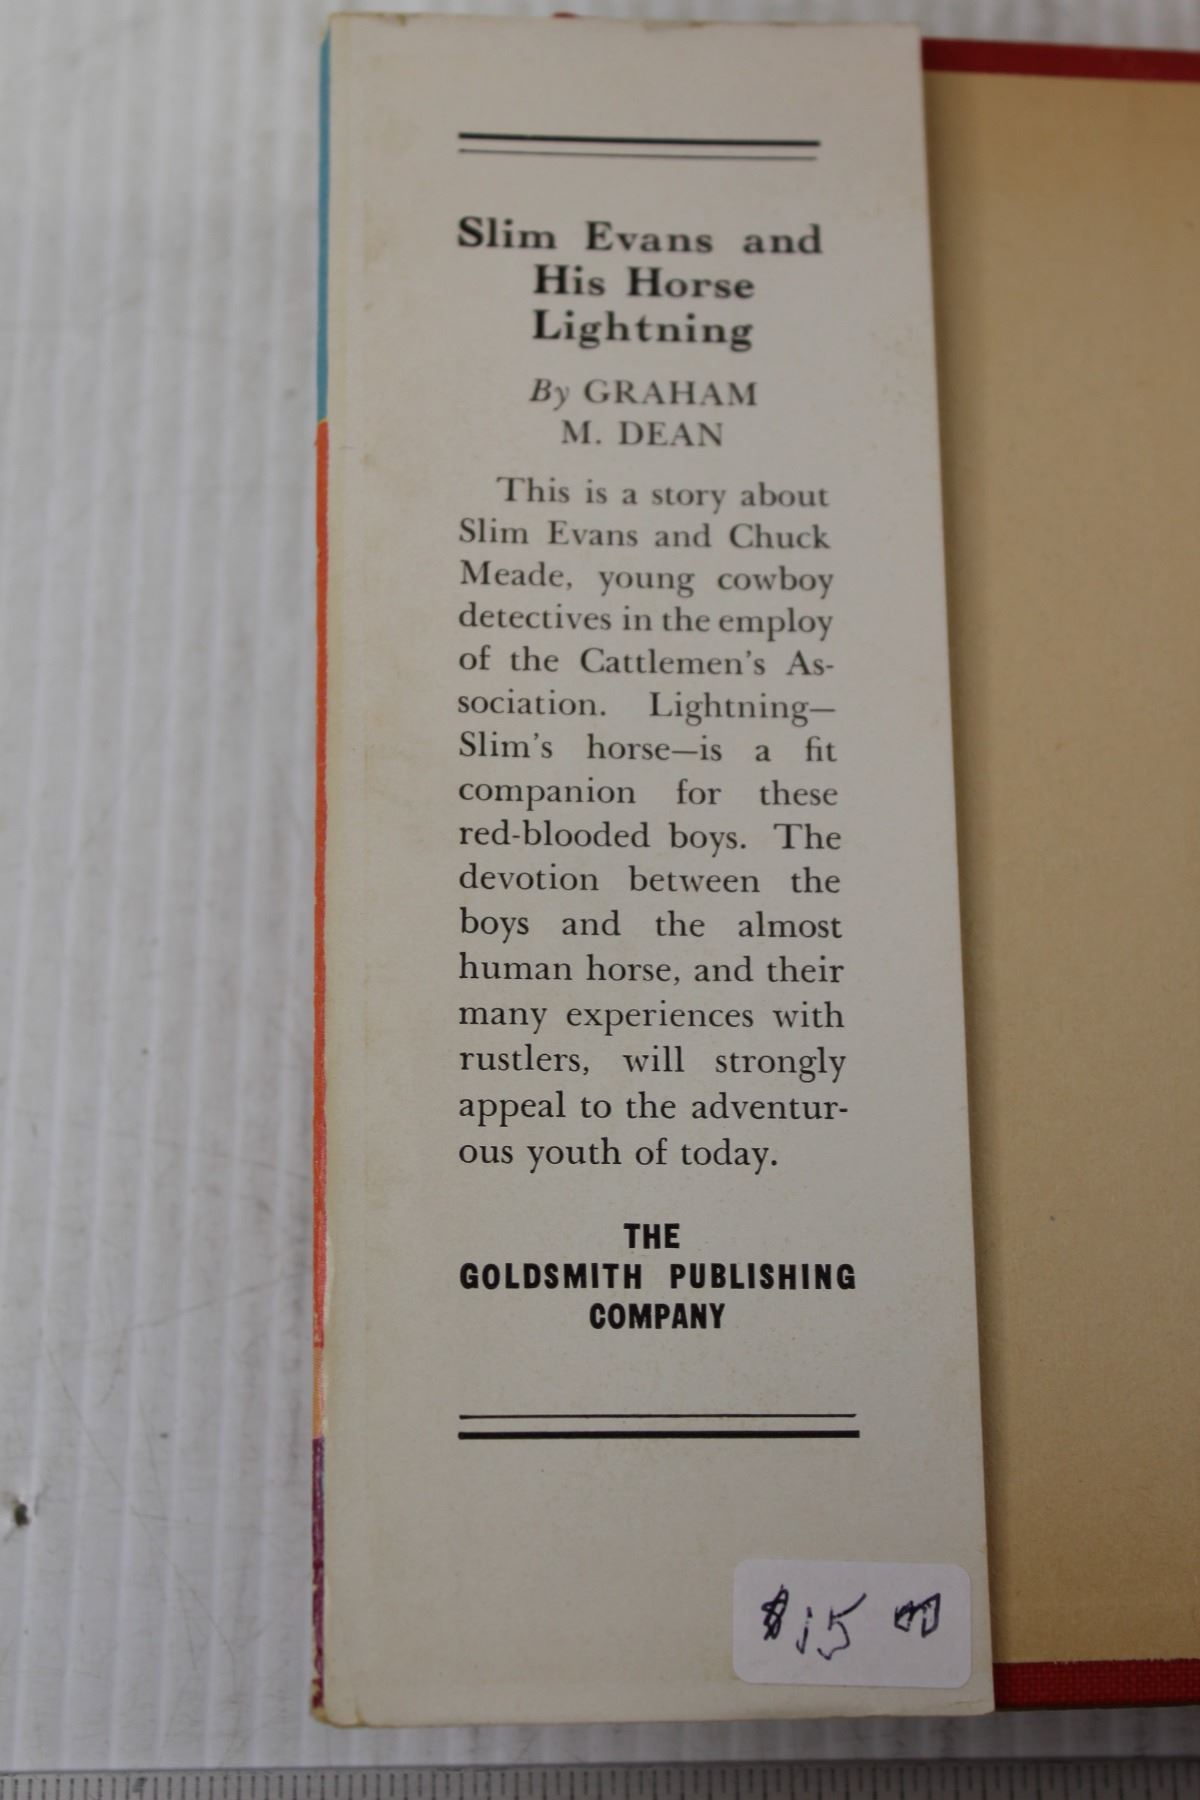 Slim Evans and
His Horse
Lightning
By GRAHAM
M. DEAN
This is a story about
Slim Evans and Chuck
Meade, young cowboy
detectives in the employ
of the Cattlemen's As-
sociation. Lightning—
Slim's horse—is a fit
companion for these
red-blooded boys. The
devotion between the
boys and the almost
human horse, and their
many experiences with
rustlers, will strongly
appeal to the adventur-
ous youth of today.
THE
GOLDSMITH PUBLISHING
COMPANY
$15 00